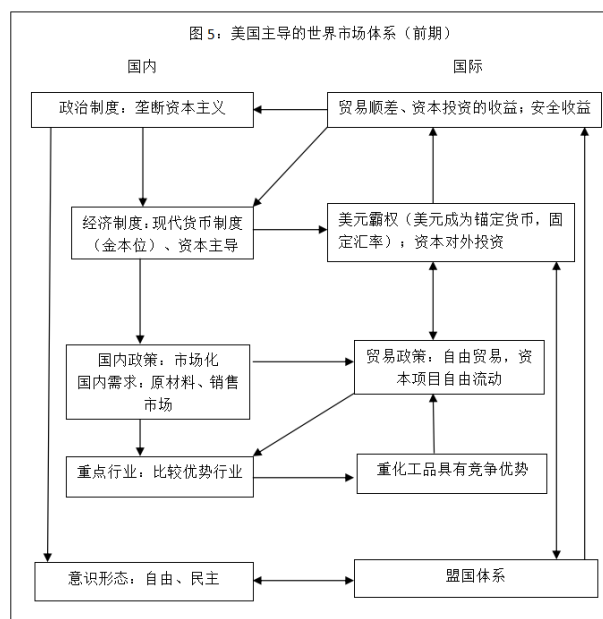 图 5：美国主导的世界市场体系（前期）
国内
国际
政治制度：垄断资本主义
贸易顺差、资本投资的收益；安全收益
经济制度：现代货币制度
（金本位）、资本主导
美元霸权（美元成为锚定货币，固
定汇率）；资本对外投资
国内政策：市场化
国内需求：原材料、销售
市场
贸易政策：自由贸易，资
本项目自由流动
重点行业：比较优势行业
重化工品具有竞争优势
意识形态：自由、民主
盟国体系